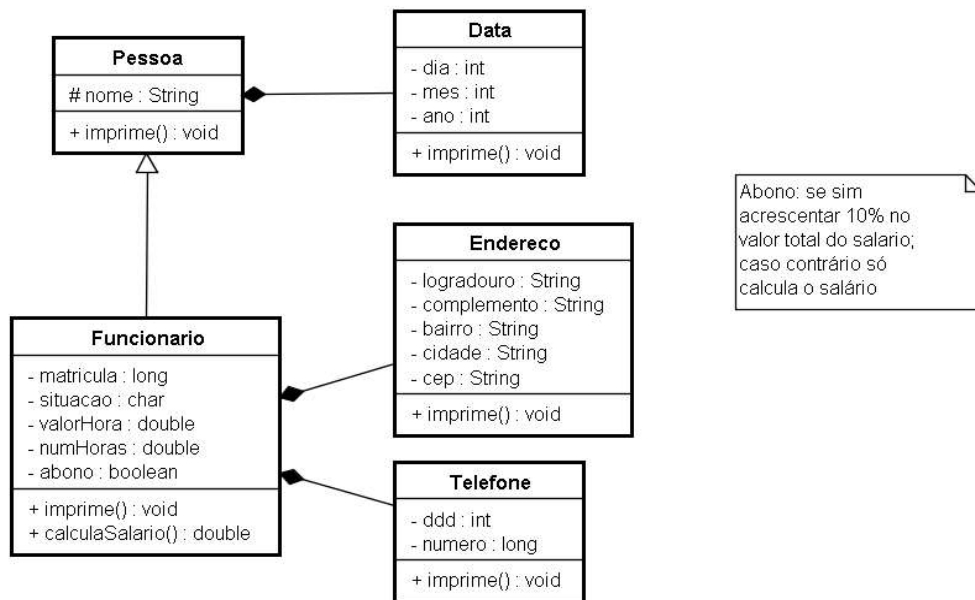 Pessoa
# nome : String
+ imprime() : void
Data
- dia : int
- mes : int
- ano : int
+ imprime() : void
Abono: se sim
acrescentar 10% no
valor total do salario;
caso contrário só
calcula o salário
Endereco
- logradouro : String
- complemento : String
- bairro : String
- cidade : String
- cep : String
+ imprime() : void
Funcionario
- matricula : long
- situacao : char
- valorHora : double
- numHoras : double
- abono : boolean
+ imprime() : void
+ calculaSalario() : double
Telefone
- ddd : int
- numero : long
+ imprime() : void